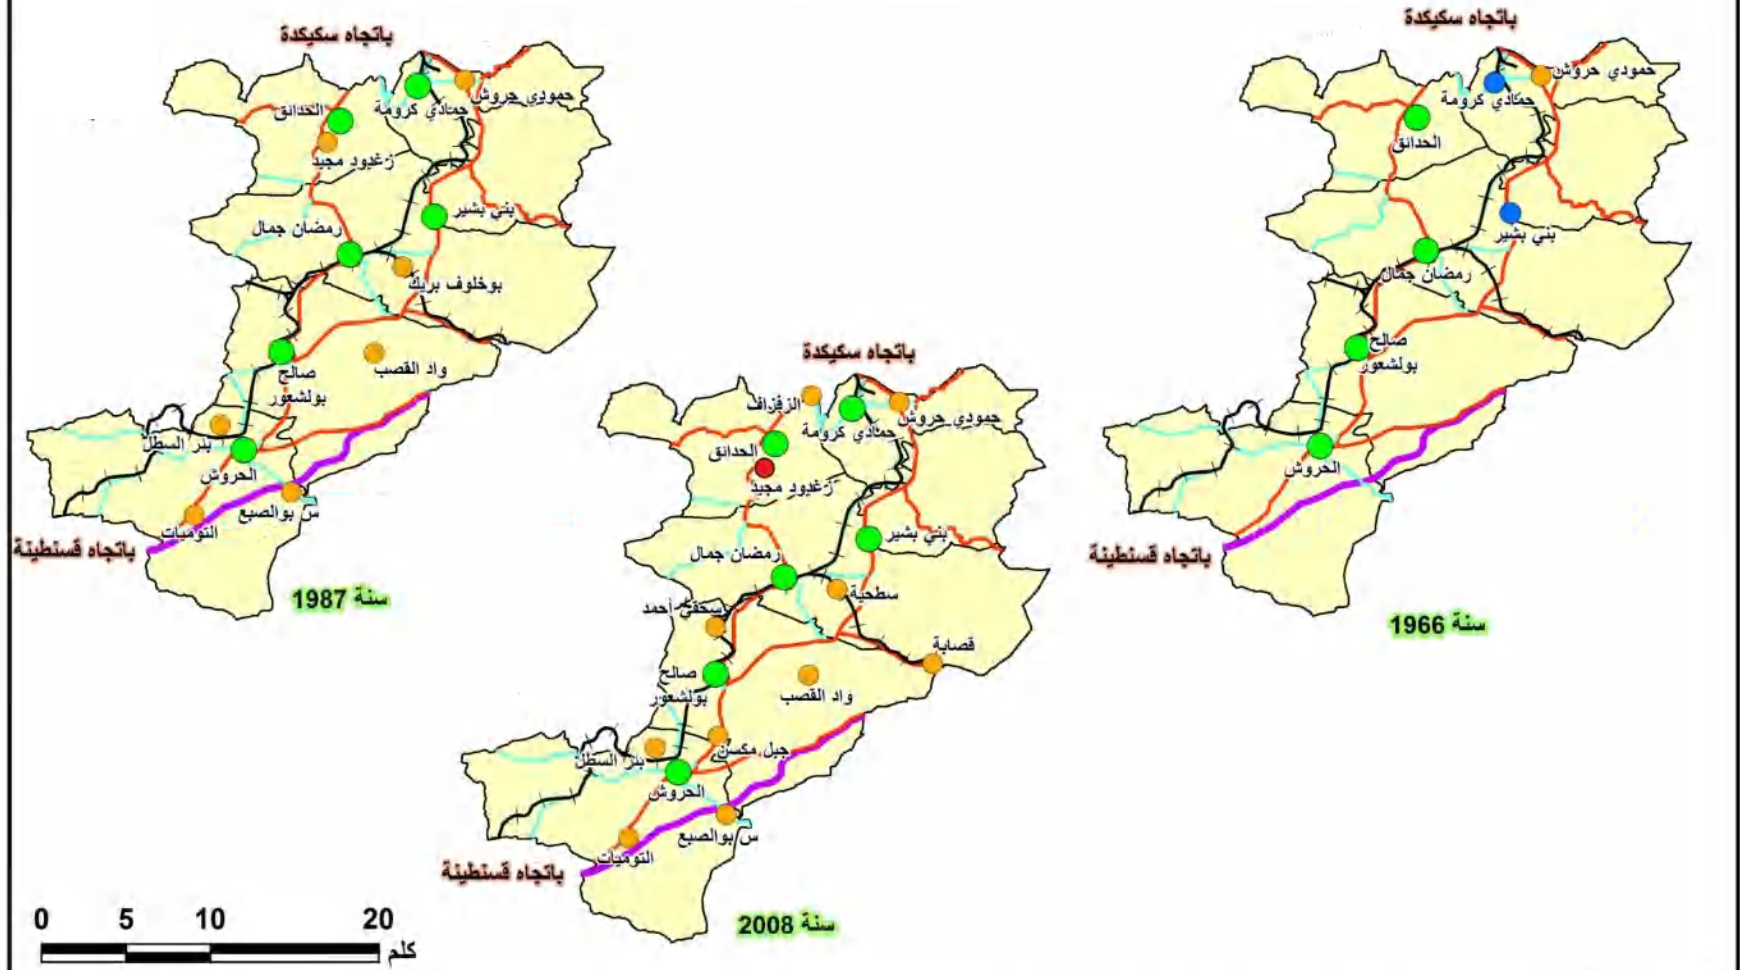 باتجاه سكيكدة
حمودي حروش
حمادي كرومة
الحدائق
بني بشير
رمضان جمال
صالح
بولشعور
الحروش
باتجاه قسنطينة
سنة 1966
باتجاه سكيكدة
حمودي حروش
حمادي كرومة
الحدائق
زغدود مجيد
بني بشير
رمضان جمال
بوخلوف بريك
صالح
بولشعور
واد القصب
بئر السطل
الحروش
س بوالصبع
التوميات
باتجاه قسنطينة
سنة 1987
باتجاه سكيكدة
الزفزاف
حمودي حروش
حمادي كرومة
الحدائق
زغدود مجيد
بني بشير
رمضان جمال
سطحية
سحقي أحمد
قصابة
صالح
بولشعور
واد القصب
جبل مكسن
بئر السطل
الحروش
س بوالصبع
التوميات
باتجاه قسنطينة
سنة 2008
0 5 10 20
كلم